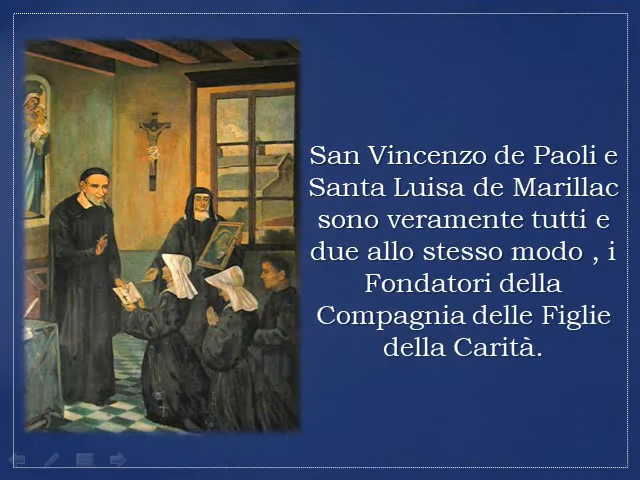 San Vincenzo de Paoli e
Santa Luisa de Marillac
sono veramente tutti e
due allo stesso modo , i
Fondatori della
Compagnia delle Figlie
della Carità.